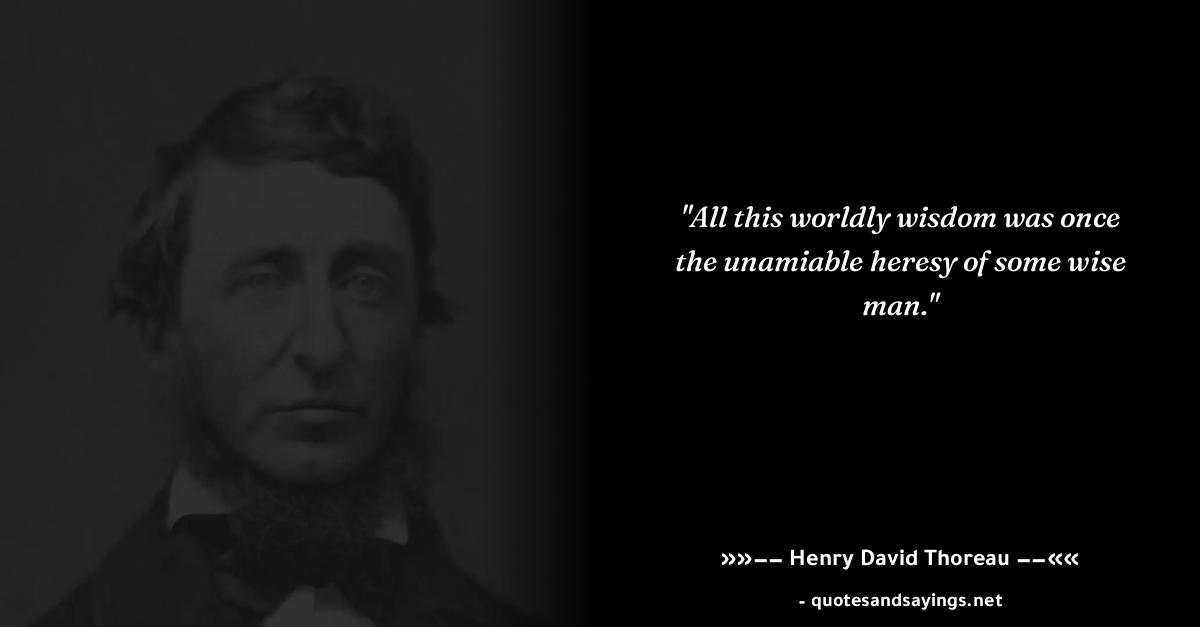 "All this worldly wisdom was once
the unamiable heresy of some wise
man."
»»−− Henry David Thoreau −−««
- quotesandsayings.net